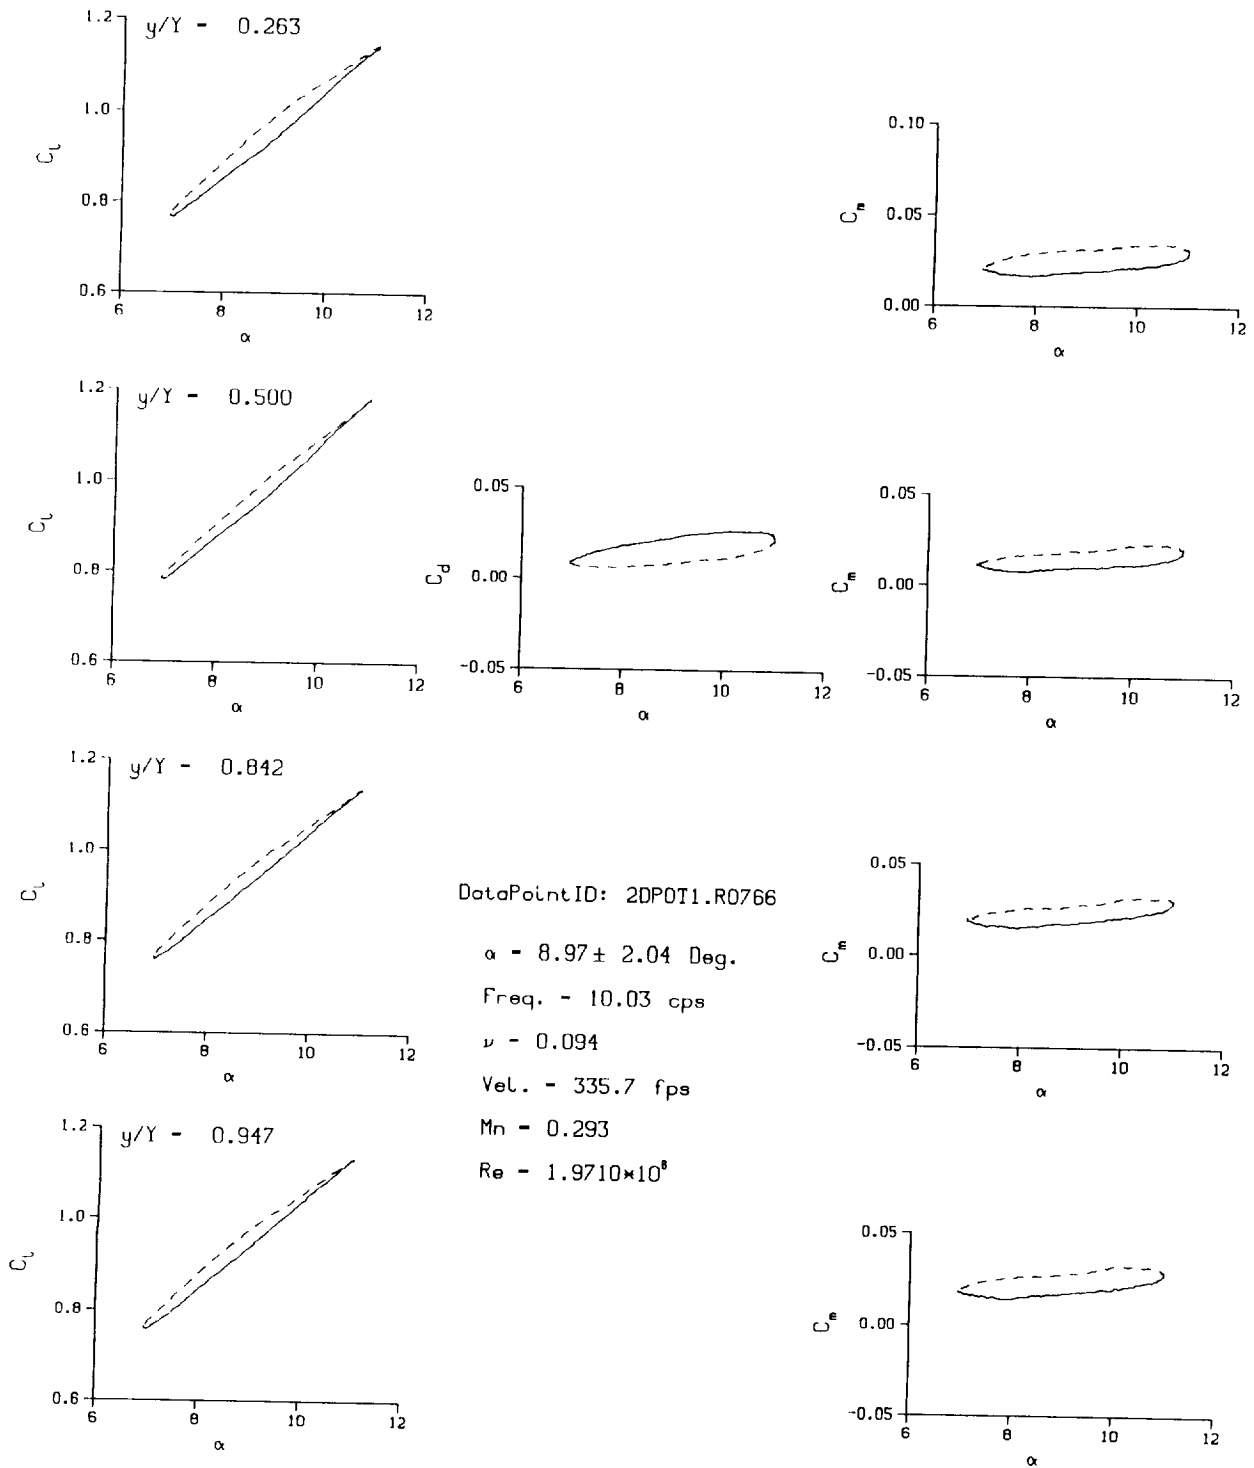 y/Y - 0.263
1.2
1.0
0.8
0.6
C_l
6 8 10 12
α
0.10
0.05
0.00
C_m
6 8 10 12
α
y/Y - 0.500
1.2
1.0
0.8
0.6
C_l
6 8 10 12
α
0.05
0.00
-0.05
C_d
6 8 10 12
α
0.05
0.00
-0.05
C_m
6 8 10 12
α
y/Y - 0.842
1.2
1.0
0.8
0.6
C_l
6 8 10 12
α
DataPointID: 2DPOT1.R0766
α - 8.97± 2.04 Deg.
Freq. - 10.03 cps
ν - 0.094
Vel. - 335.7 fps
Mn - 0.293
Re - 1.9710*10
0.05
0.00
-0.05
C_m
6 8 10 12
α
y/Y - 0.947
1.2
1.0
0.8
0.6
C_l
6 8 10 12
α
0.05
0.00
-0.05
C_m
6 8 10 12
α